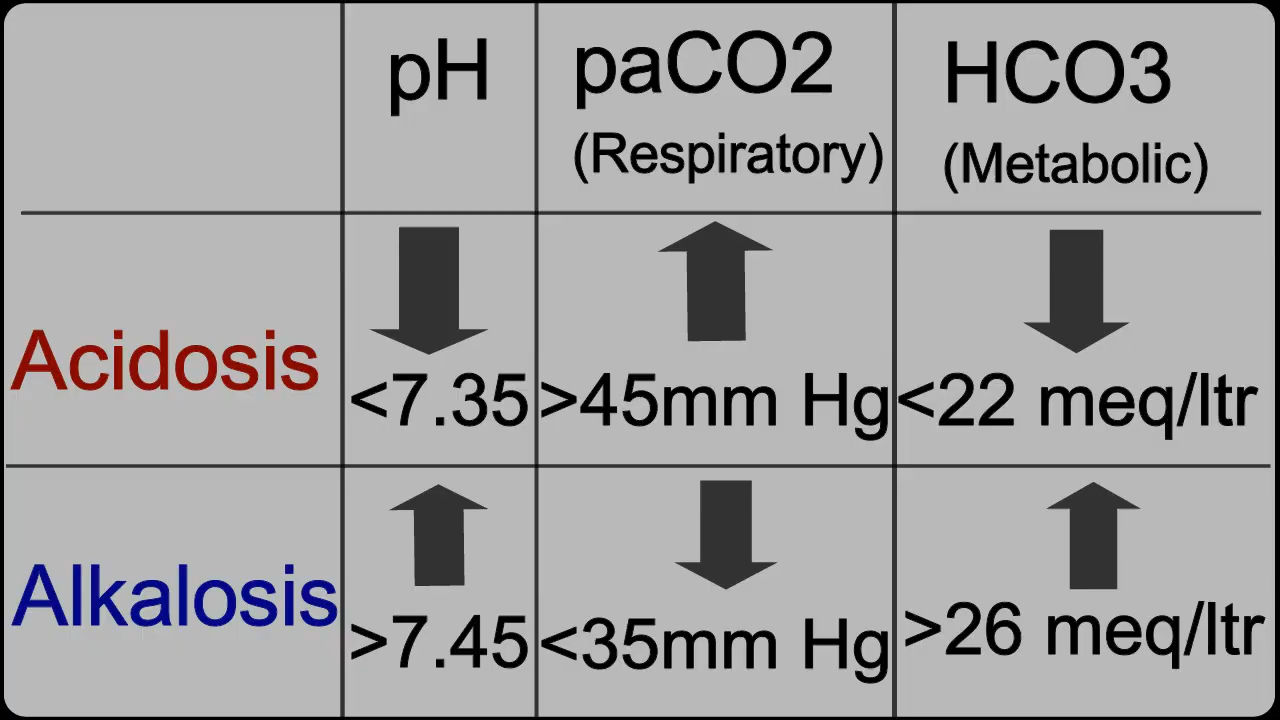 pH
paCO2
HCO3
(Respiratory)
(Metabolic)
Acidosis
<7.35
>45mm Hg
<22 meq/ltr
Alkalosis
>7.45
<35mm Hg
>26 meq/ltr